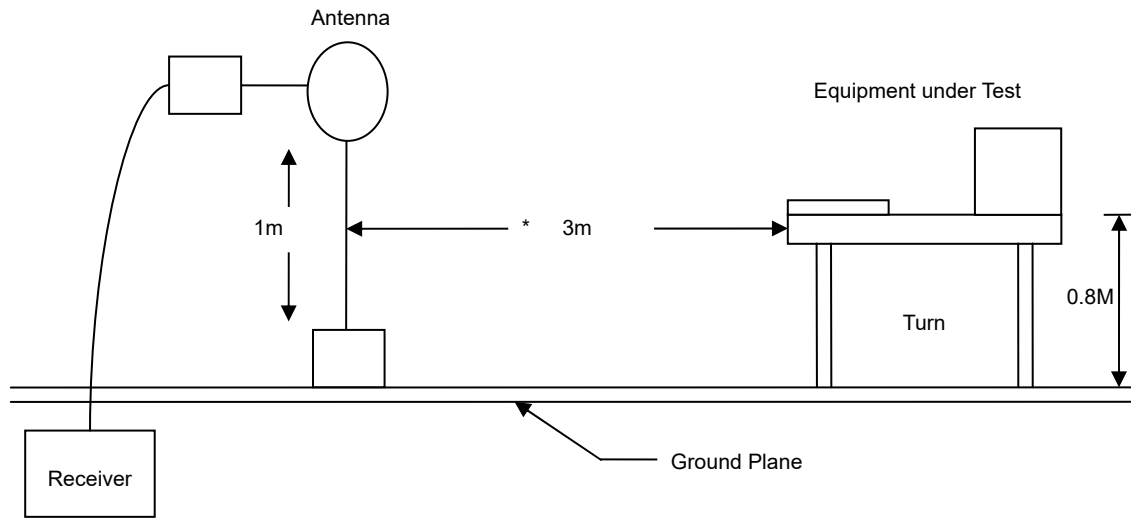 Antenna
Equipment under Test
1m
* 3m
0.8M
Turn
Ground Plane
Receiver